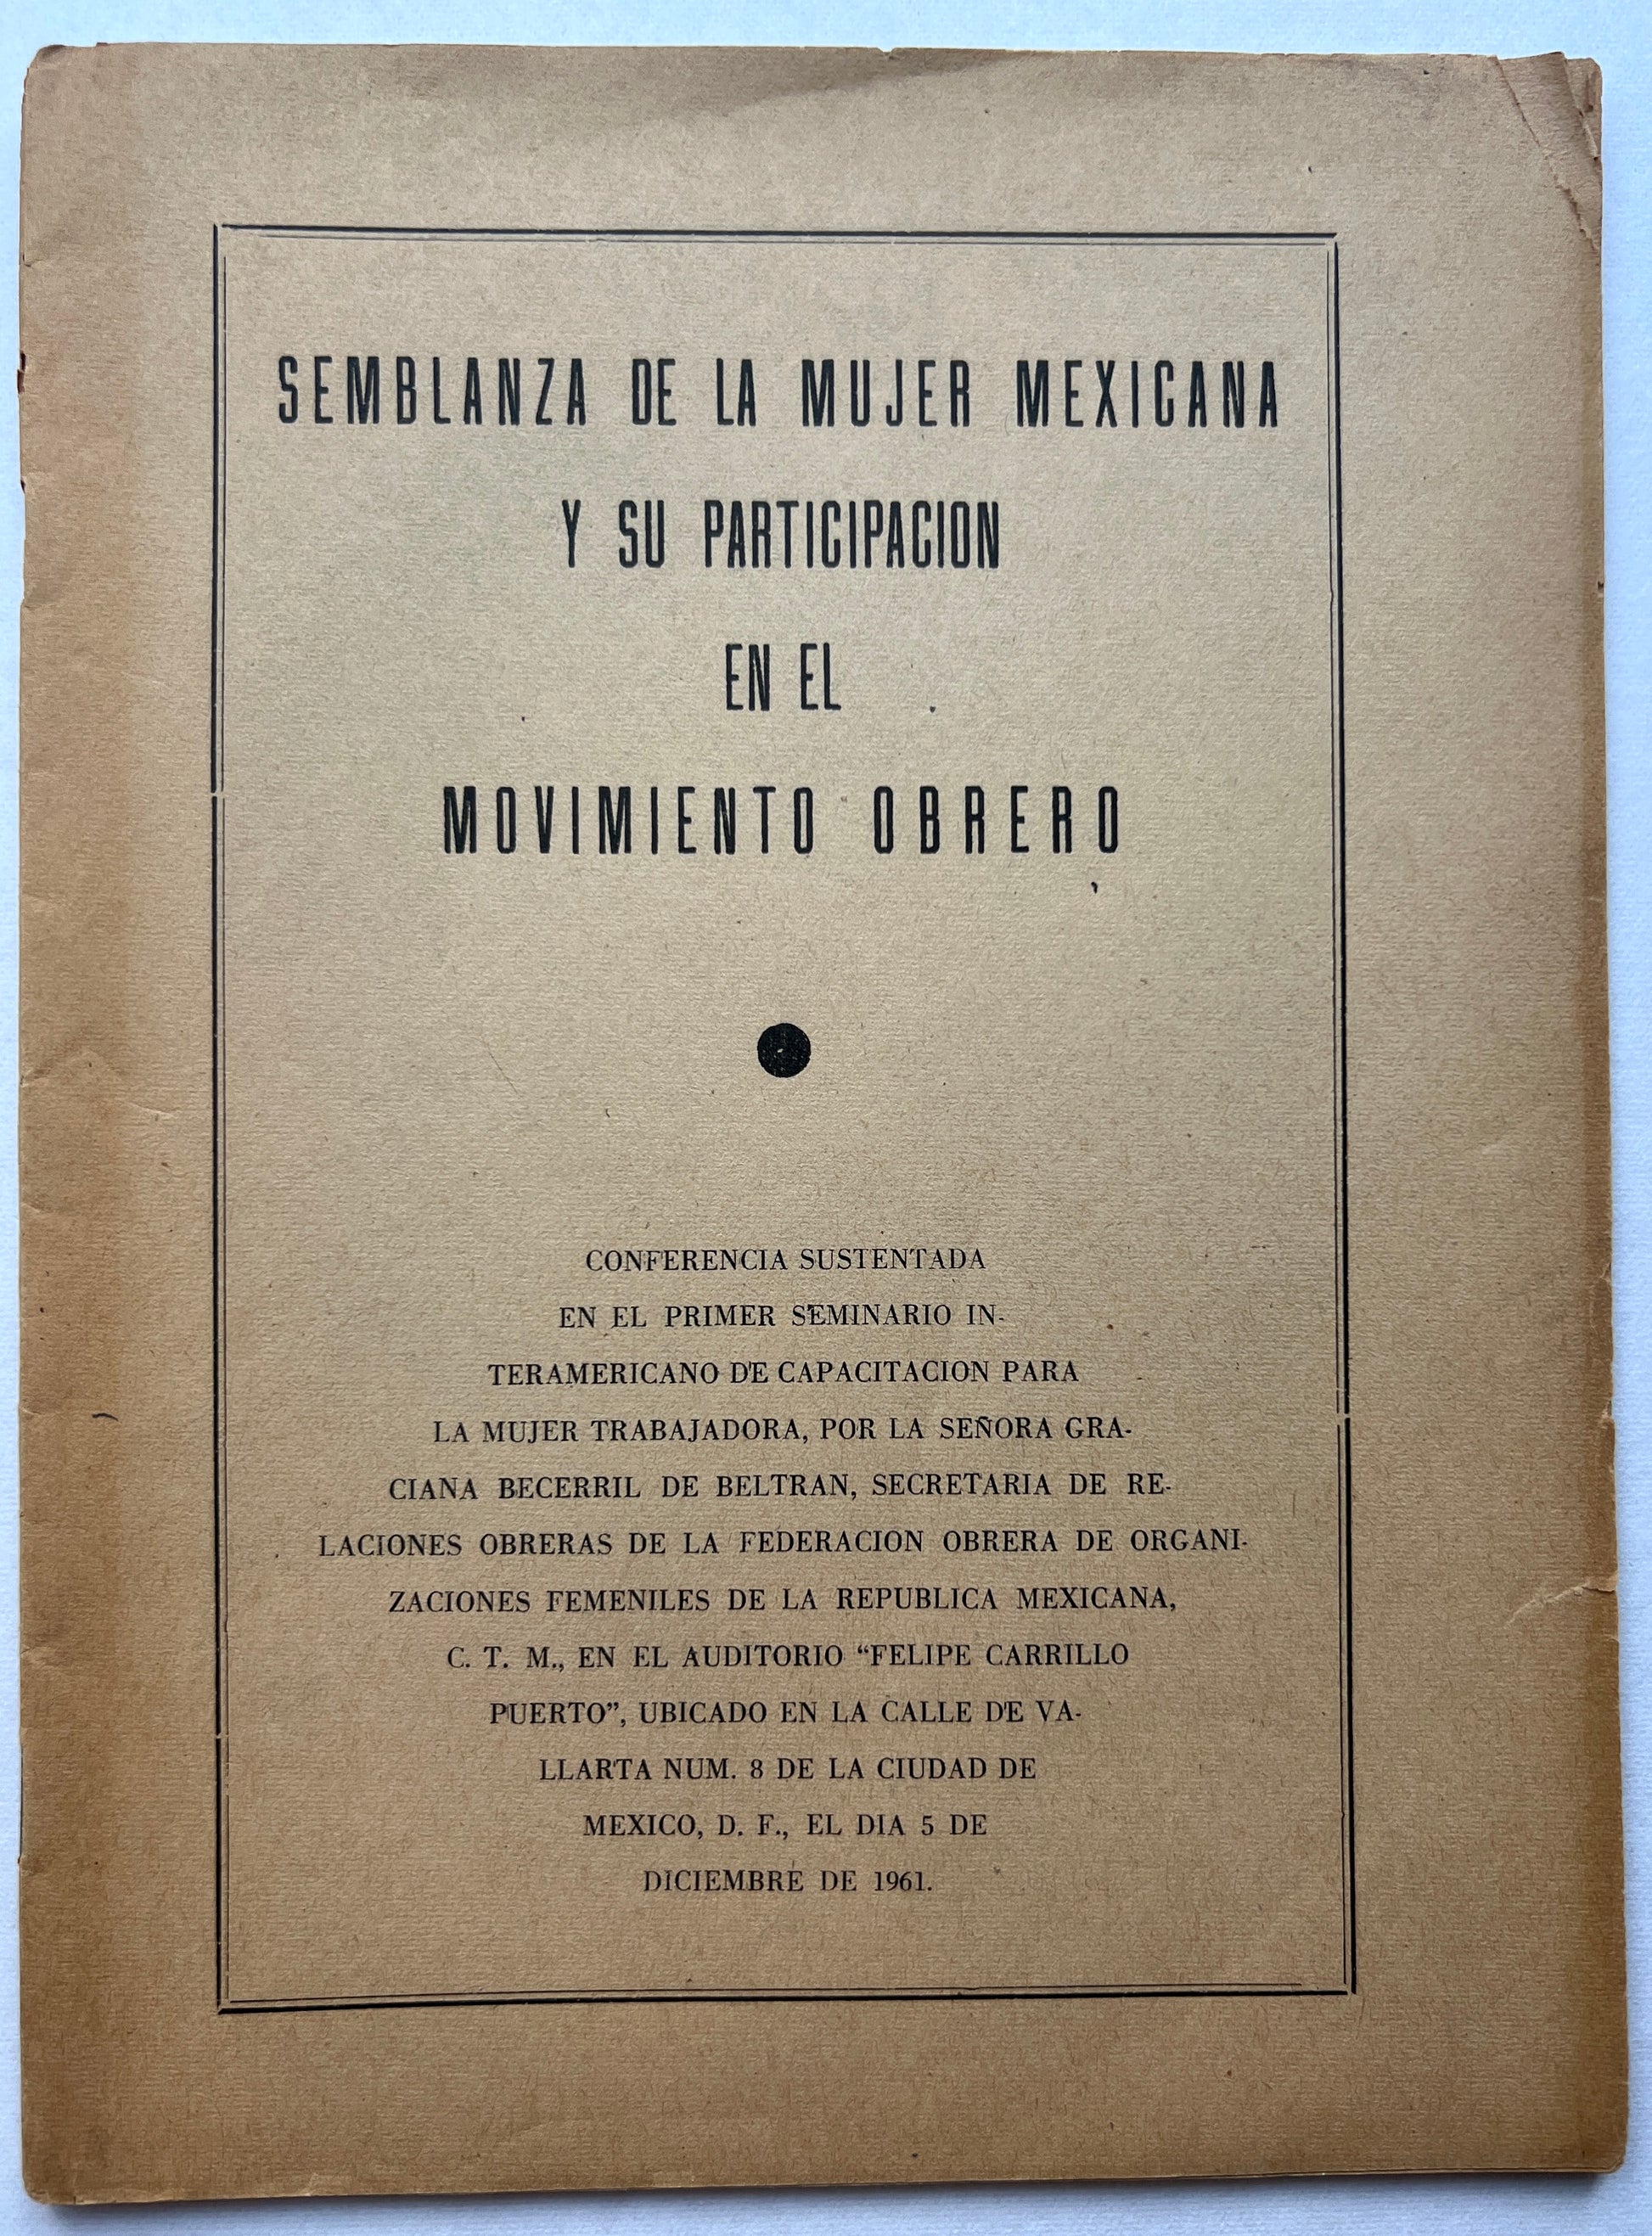 SEMBLANZA DE LA MUJER MEXICANA
Y SU PARTICIPACION
EN EL
MOVIMIENTO OBRERO
CONFERENCIA SUSTENTADA
EN EL PRIMER SEMINARIO IN-
TERAMERICANO DE CAPACITACION PARA
LA MUJER TRABAJADORA, POR LA SEÑORA GRA-
CIANA BECERRIL DE BELTRAN, SECRETARIA DE RE-
LACIONES OBRERAS DE LA FEDERACION OBRERA DE ORGANI-
ZACIONES FEMENILES DE LA REPUBLICA MEXICANA,
C. T. M., EN EL AUDITORIO “FELIPE CARRILLO
PUERTO”, UBICADO EN LA CALLE DE VA-
LLARTA NUM. 8 DE LA CIUDAD DE
MEXICO, D. F., EL DIA 5 DE
DICIEMBRE DE 1961.